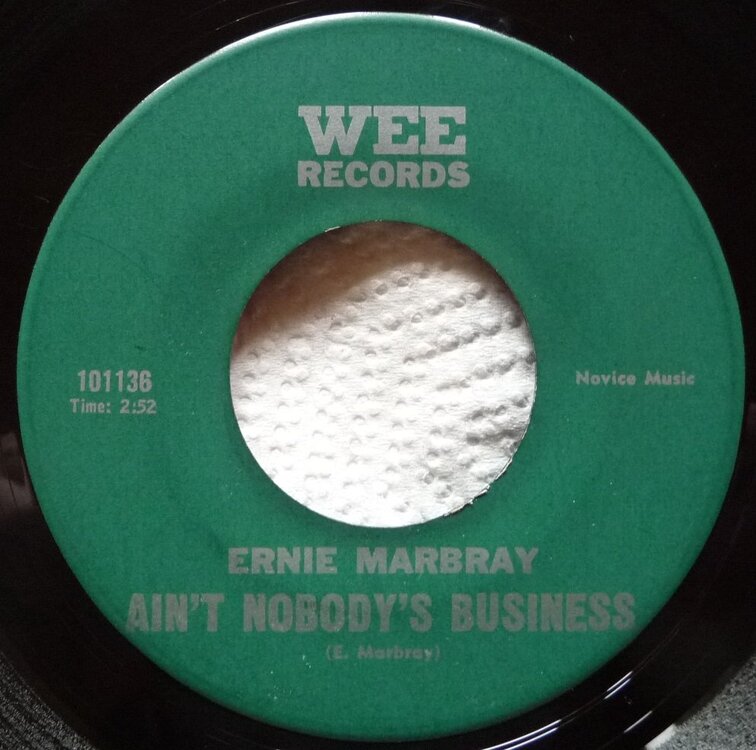 WEE
RECORDS
101136
Time: 2:52
Novice Music
ERNIE MARBRAY
AIN'T NOBODY'S BUSINESS
(E. Marbray)